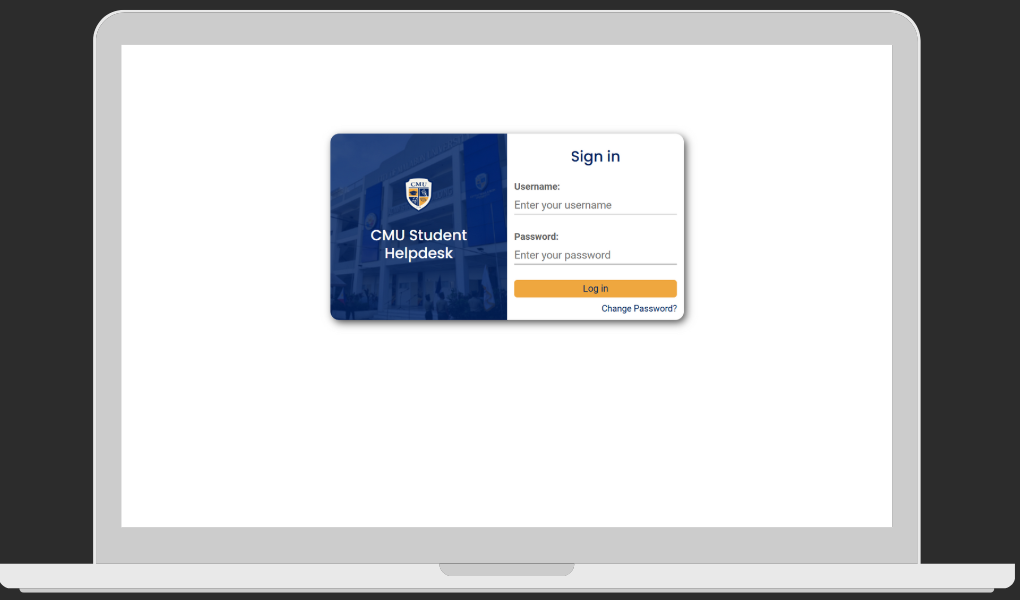 CMU
CMU Student
Helpdesk
Sign in
Username:
Enter your username
Password:
Enter your password
Log in
Change Password?